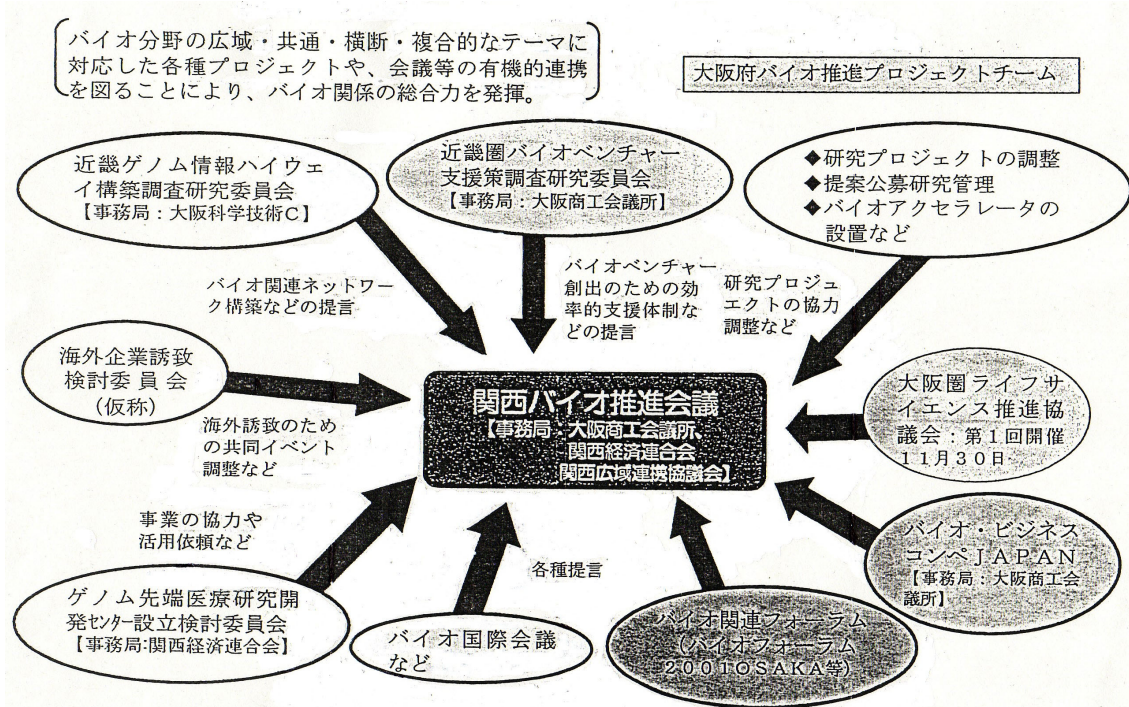 バイオ分野の広域・共通・横断・複合的なテーマに
対応した各種プロジェクトや、会議等の有機的連携
を図ることにより、バイオ関係の総合力を発揮。
大阪府バイオ推進プロジェクトチーム
近畿ゲノム情報ハイウェ
イ構築調査研究委員会
【事務局：大阪科学技術C】
近畿圏バイオベンチャー
支援策調査研究委員会
【事務局：大阪商工会議所】
◆研究プロジェクトの調整
◆提案公募研究管理
◆バイオアクセラレータの
設置など
バイオ関連ネットワー
ク構築などの提言
バイオベンチャー
創出のための効
率的支援体制な
どの提言
研究プロジュ
エクトの協力
調整など
海外企業誘致
検討委員会
（仮称）
海外誘致のため
の共同イベント
調整など
関西バイオ推進会議
【事務局：大阪商工会議所、
関西経済連合会
関西広域連携協議会】
大阪圏ライフサ
イエンス推進協
議会：第１回開催
１１月３０日
事業の協力や
活用依頼など
各種提言
バイオ・ビジネス
コンペＪＡＰＡＮ
【事務局：大阪商工会
議所】
ゲノム先端医療研究開
発センター設立検討委員会
【事務局:関西経済連合会】
バイオ国際会議
など
バイオ関連フォーラム
（バイオフォーラム
２００１ＯＳＡＫＡ等）